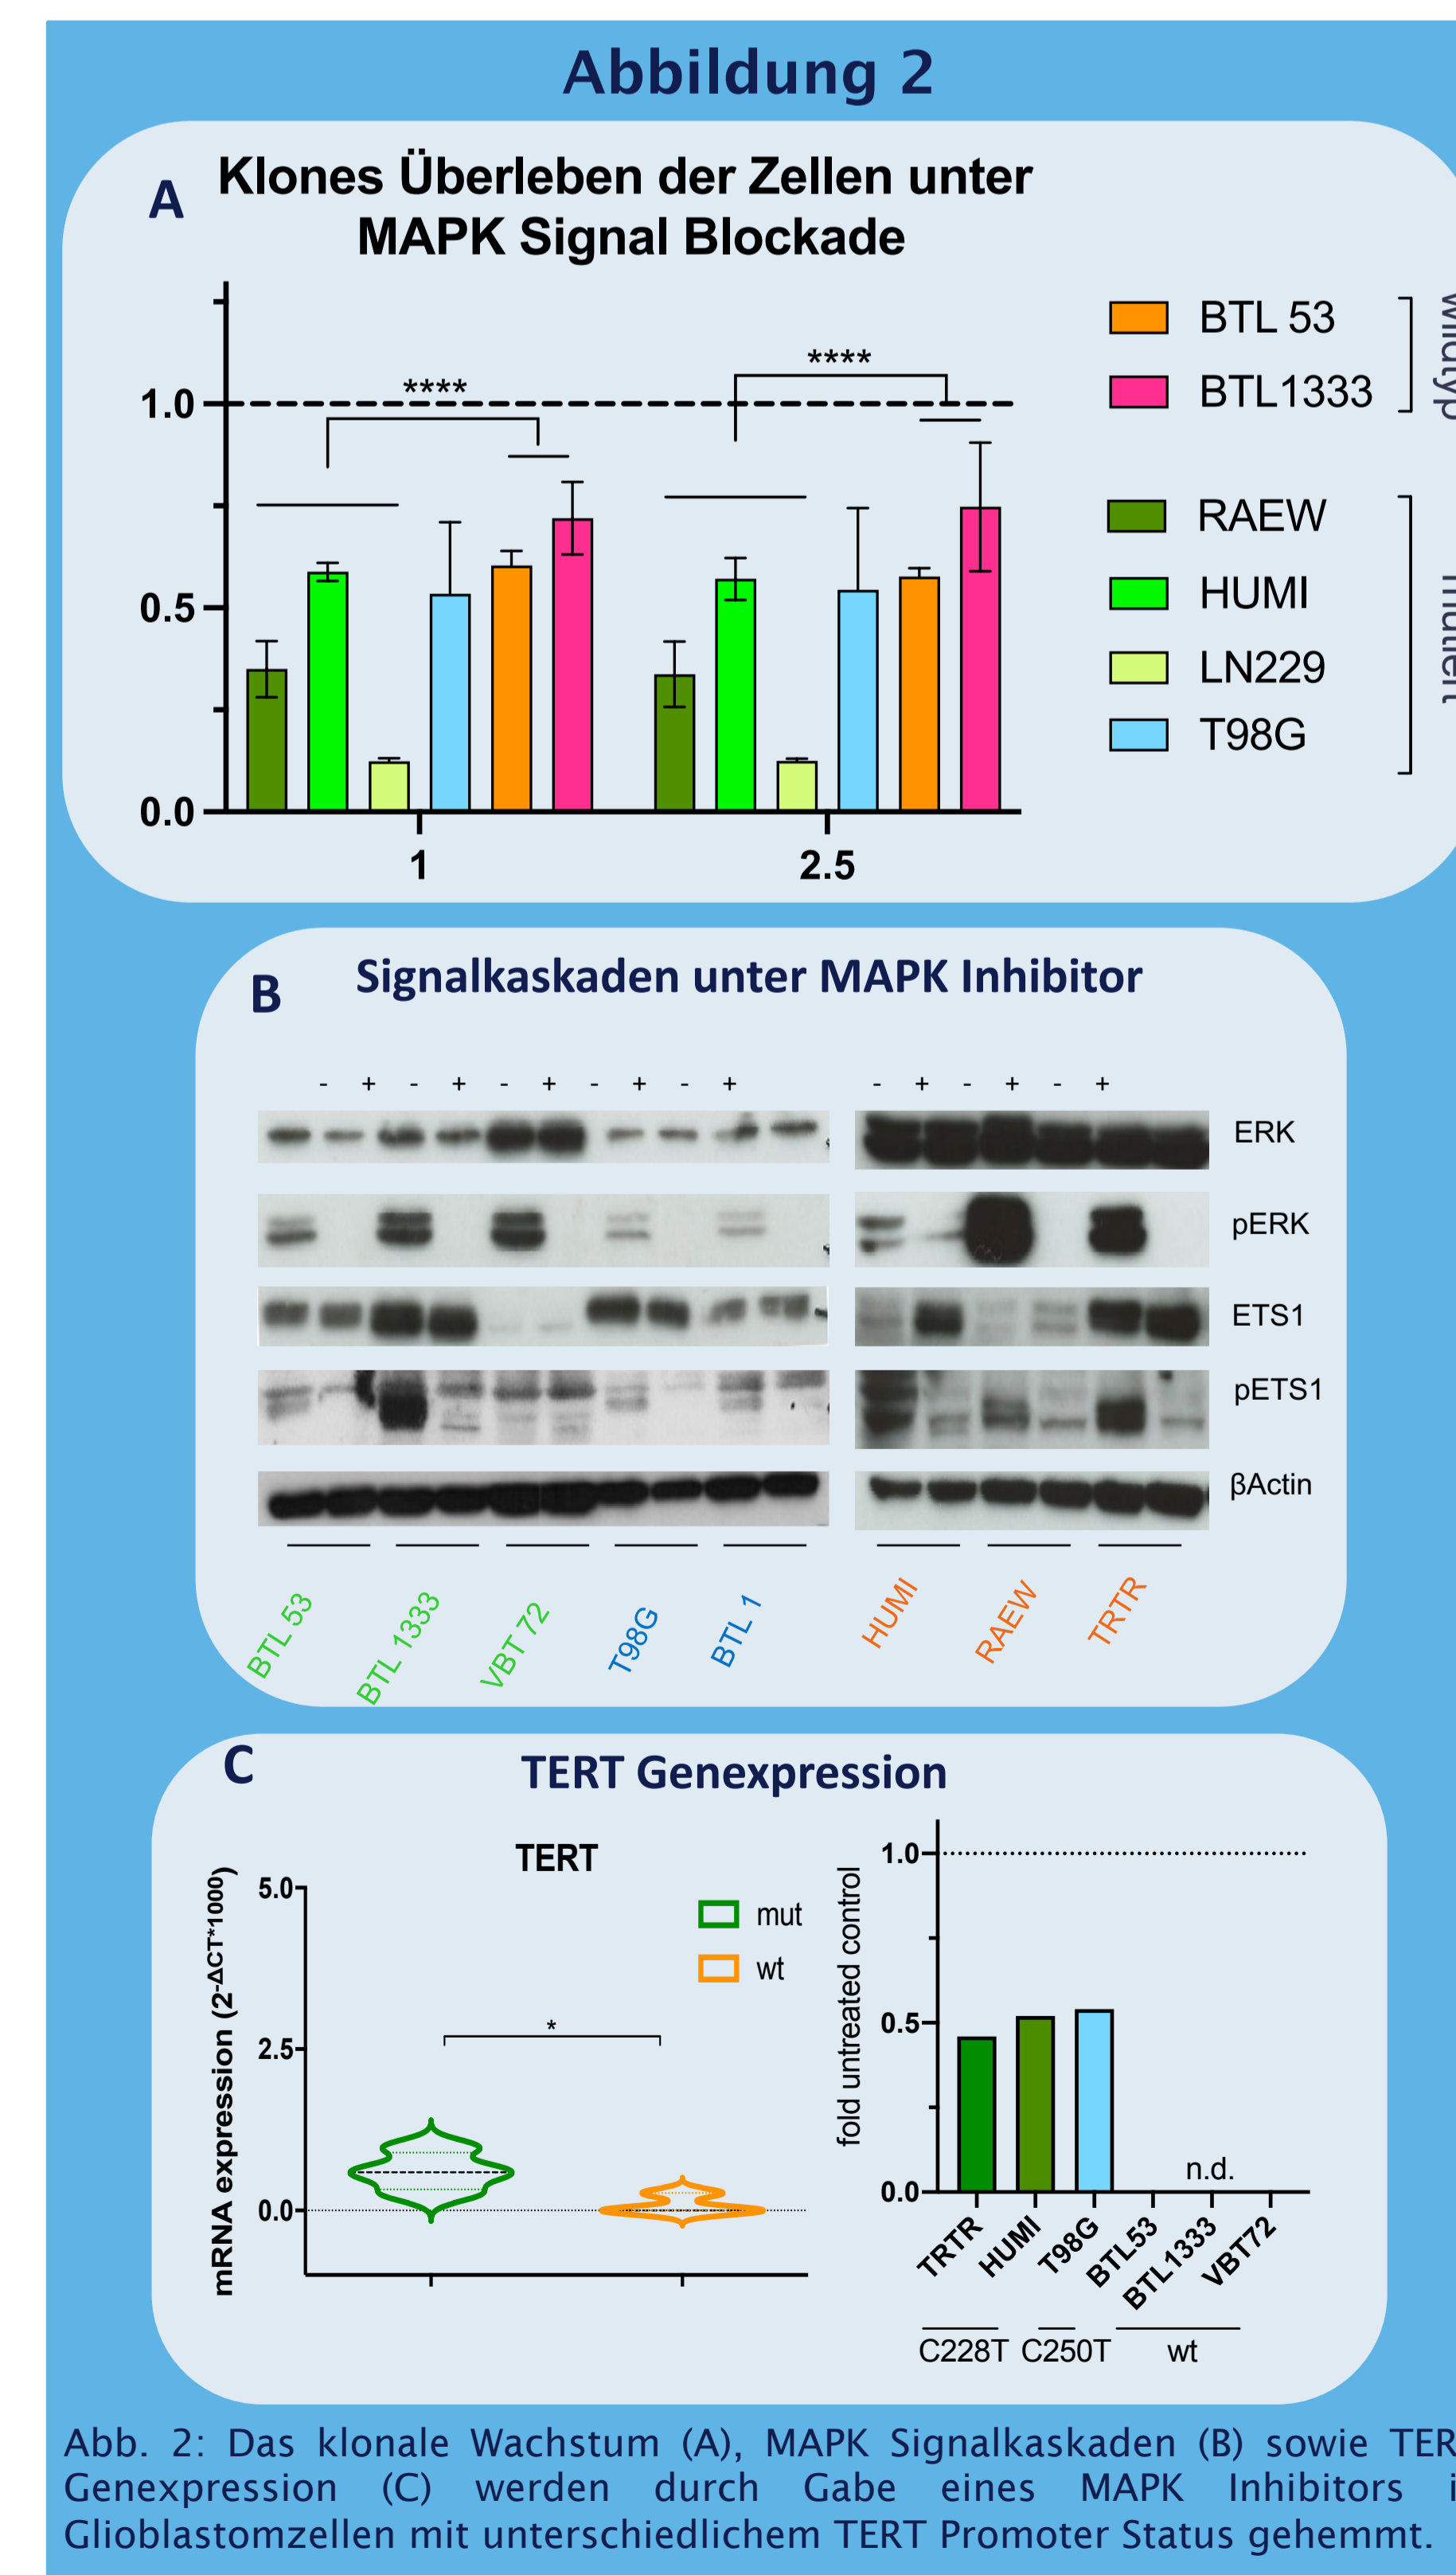 Abbildung 2
A
Klones Überleben der Zellen unter
MAPK Signal Blockade
1.0
0.5
0.0
****
****
1
2.5
BTL 53
BTL1333
RAEW
HUMI
LN229
T98G
B
Signalkaskaden unter MAPK Inhibitor
- + - + - + - + - +
- + - + - +
ERK
pERK
ETS1
pETS1
βActin
BTL 53
BTL 1333
VBT 72
T98G
BTL 1
HUMI
RAEW
TRTR
C
TERT Genexpression
TERT
mRNA expression (2-ΔCT*1000)
5.0
2.5
0.0
*
mut
wt
fold untreated control
1.0
0.5
0.0
n.d.
TRTR
HUMI
T98G
BTL53
BTL1333
VBT72
C228T
C250T
wt
Abb. 2: Das klonale Wachstum (A), MAPK Signalkaskaden (B) sowie TER
Genexpression (C) werden durch Gabe eines MAPK Inhibitors i
Glioblastomzellen mit unterschiedlichem TERT Promoter Status gehemmt.